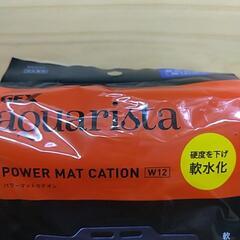 GEX
aquarista
POWER MAT CATION W12
パワーマットカチオン
硬度を下げ
軟水化
軟